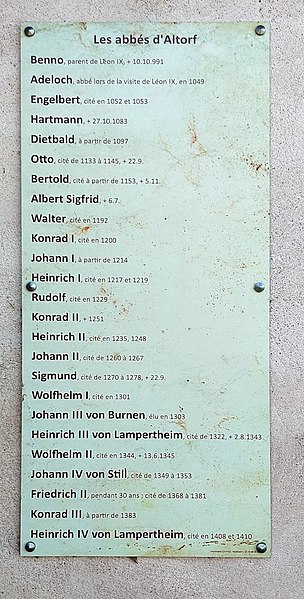 Les abbés d'Altorf
Benno, parent de Léon IX, + 10.10.991
Adeloch, abbé lors de la visite de Léon IX, en 1049
Engelbert, cité en 1052 et 1053
Hartmann, + 27.10.1083
Dietbald, à partir de 1097
Otto, cité de 1133 à 1145, + 22.9.
Bertold, cité à partir de 1153, + 5.11.
Albert Sigfrid, + 6.7.
Walter, cité en 1192
Konrad I, cité en 1200
Johann I, à partir de 1214
Heinrich I, cité en 1217 et 1219
Rudolf, cité en 1229
Konrad II, + 1251
Heinrich II, cité en 1235, 1248
Johann II, cité de 1260 à 1267
Sigmund, cité de 1270 à 1278, + 22.9.
Wolfhelm I, cité en 1301
Johann III von Burnen, élu en 1303
Heinrich III von Lampertheim, cité de 1322, + 2.8.1343
Wolfhelm II, cité en 1344, + 13.6.1345
Johann IV von Still, cité de 1349 à 1353
Friedrich II, pendant 30 ans ; cité de 1368 à 1381
Konrad III, à partir de 1383
Heinrich IV von Lampertheim, cité en 1408 et 1410